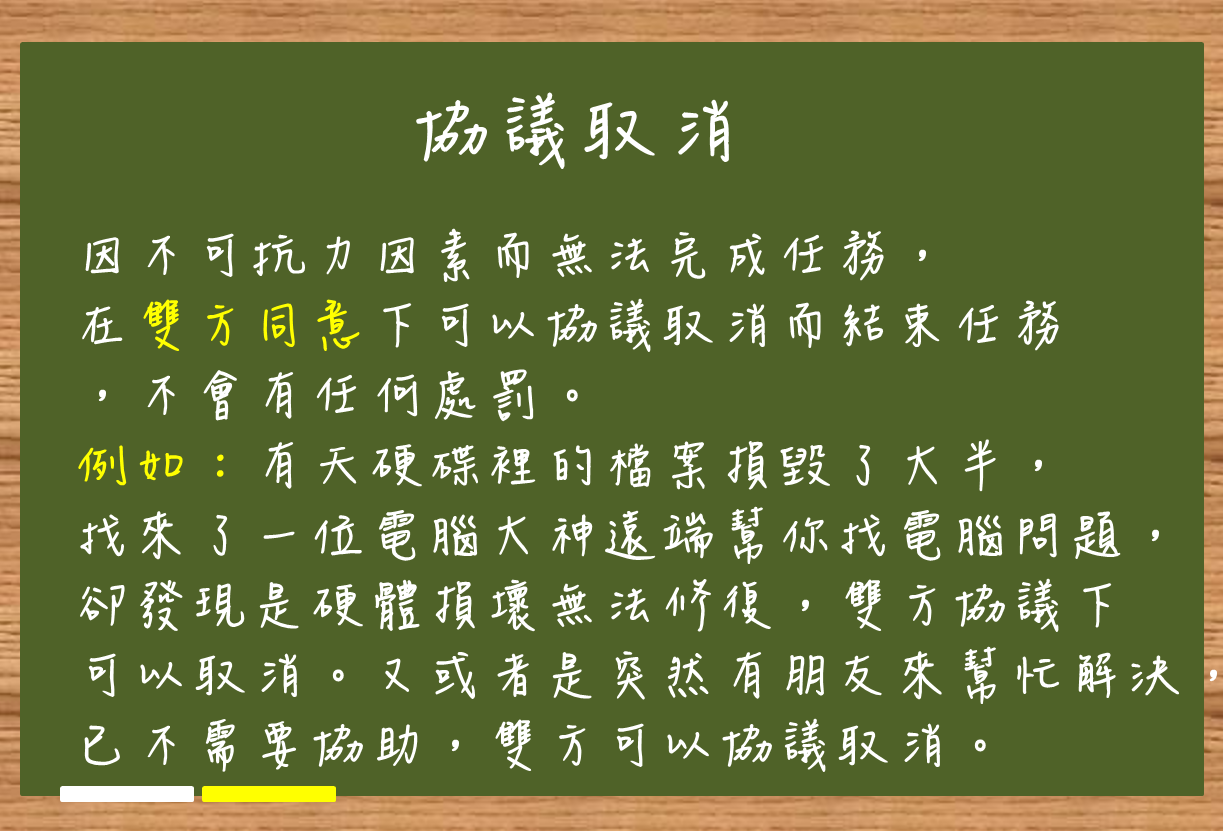 協議取消
因不可抗力因素而無法完成任務，
在雙方同意下可以協議取消而結束任務
，不會有任何處罰。
例如：有天硬碟裡的檔案損毀了大半，
找來了一位電腦大神遠端幫你找電腦問題，
卻發現是硬體損壞無法修復，雙方協議下
可以取消。又或者是突然有朋友來幫忙解決，
已不需要協助，雙方可以協議取消。